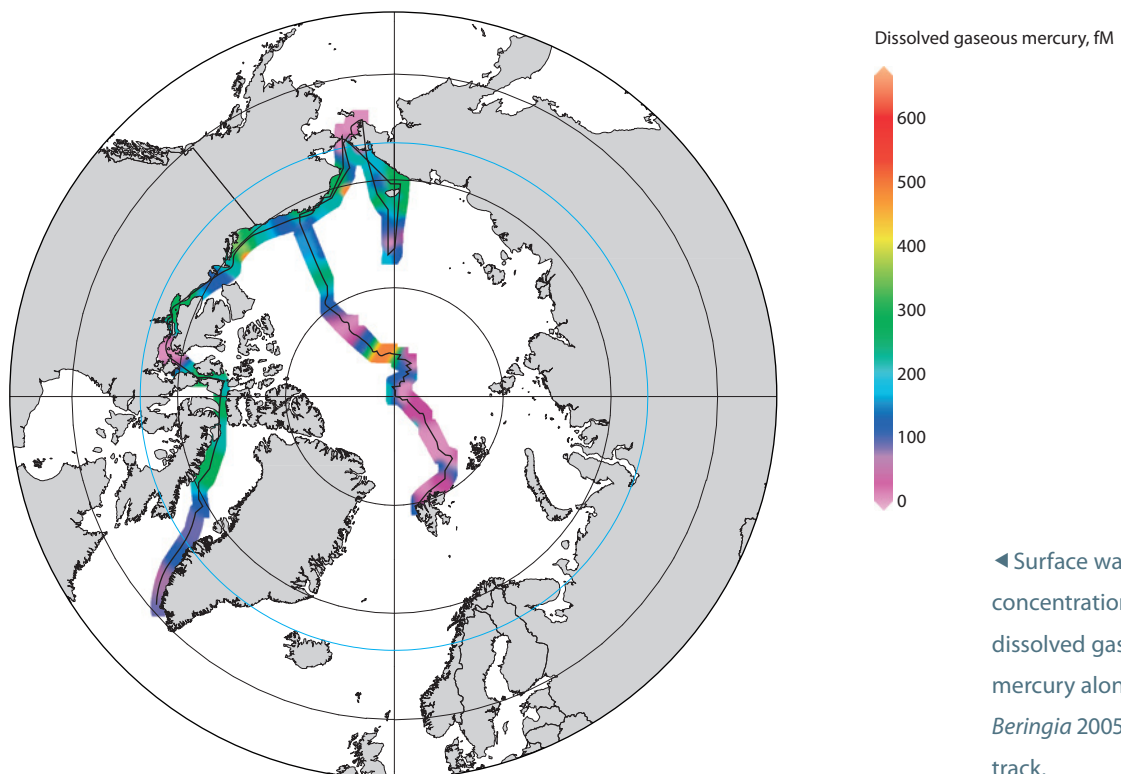 Dissolved gaseous mercury, fM
600
500
400
300
200
100
0
◄ Surface wa
concentration
dissolved gas
mercury alon
Beringia 2005
track.